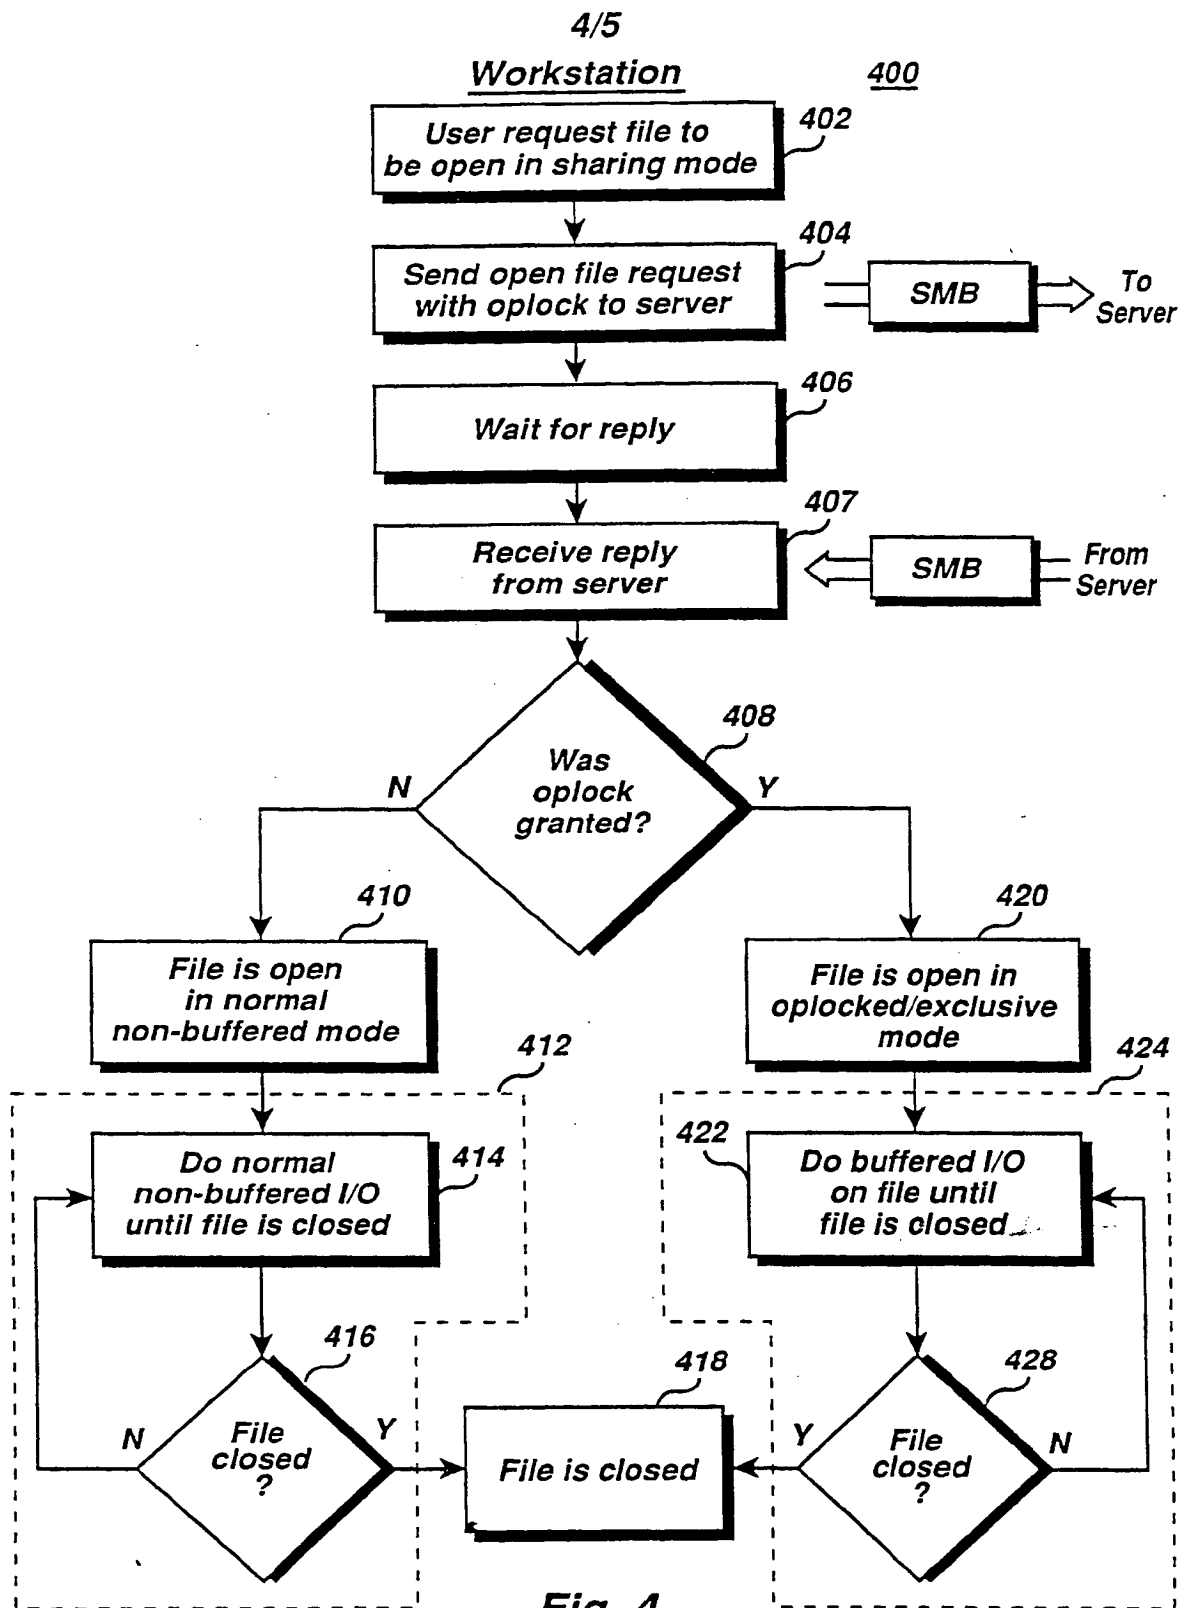 4/5
Workstation
400
User request file to
be open in sharing mode
402
Send open file request
with oplock to server
404
SMB
To
Server
Wait for reply
406
Receive reply
from server
407
SMB
From
Server
Was
oplock
granted?
408
N
Y
410
File is open
in normal
non-buffered mode
420
File is open in
oplocked/exclusive
mode
412
424
Do normal
non-buffered I/O
until file is closed
414
422
Do buffered I/O
on file until
file is closed
416
File
closed
?
N
Y
418
File is closed
428
File
closed
?
Y
N
Fig. 4